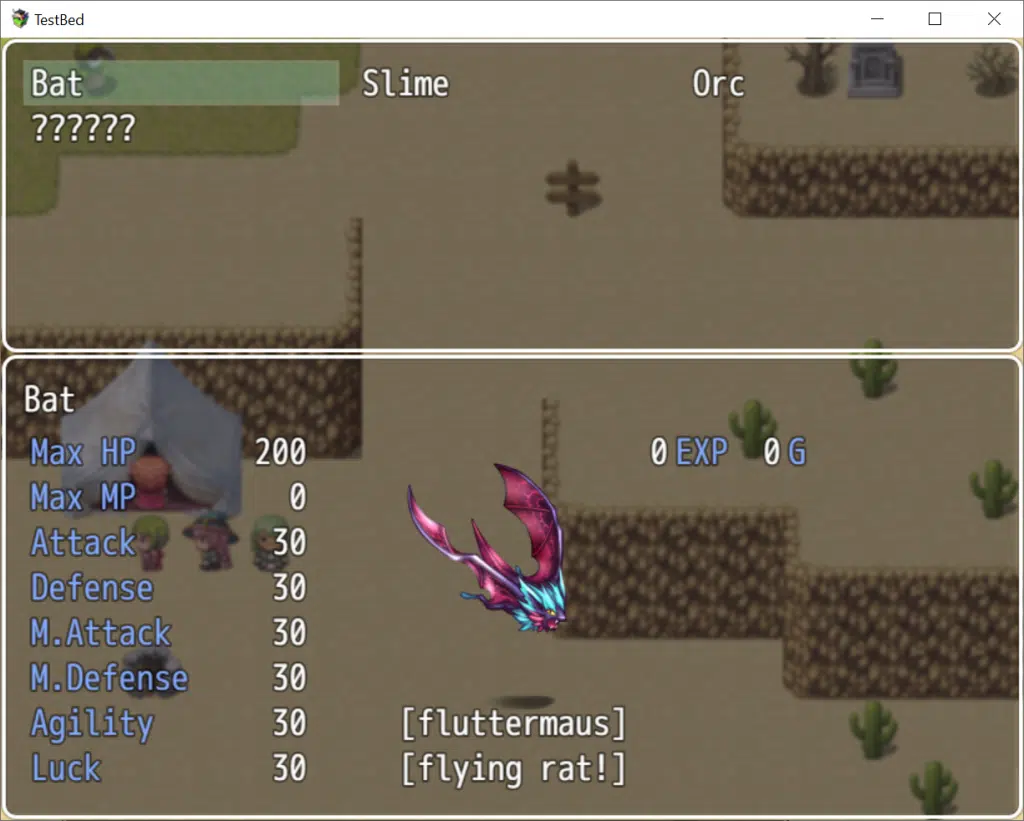 TestBed
Bat Slime Orc
??????
Bat
Max HP 200 0 EXP 0 G
Max MP 0
Attack 30
Defense 30
M.Attack 30
M.Defense 30
Agility 30 [fluttermaus]
Luck 30 [flying rat!]